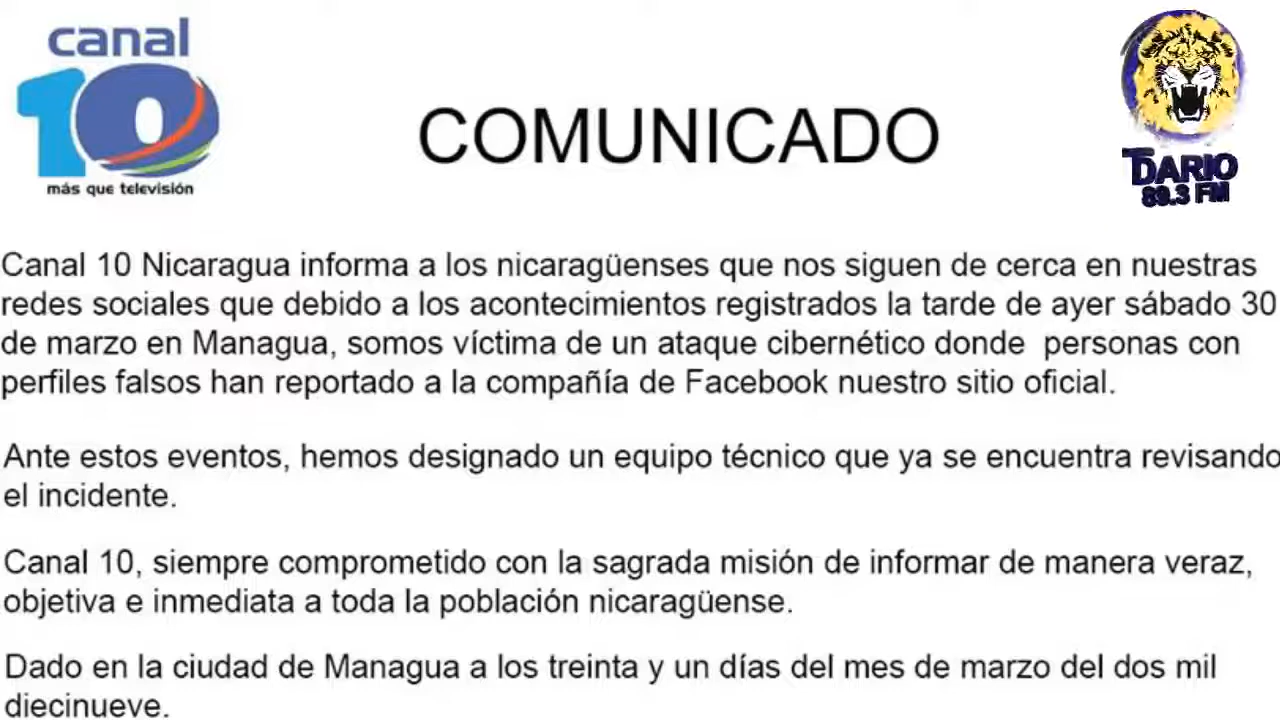 canal
10
más que televisión
COMUNICADO
DARIO
89.3 FM
Canal 10 Nicaragua informa a los nicaragüenses que nos siguen de cerca en nuestras
redes sociales que debido a los acontecimientos registrados la tarde de ayer sábado 30
de marzo en Managua, somos víctima de un ataque cibernético donde personas con
perfiles falsos han reportado a la compañía de Facebook nuestro sitio oficial.
Ante estos eventos, hemos designado un equipo técnico que ya se encuentra revisando
el incidente.
Canal 10, siempre comprometido con la sagrada misión de informar de manera veraz,
objetiva e inmediata a toda la población nicaragüense.
Dado en la ciudad de Managua a los treinta y un días del mes de marzo del dos mil
diecinueve.